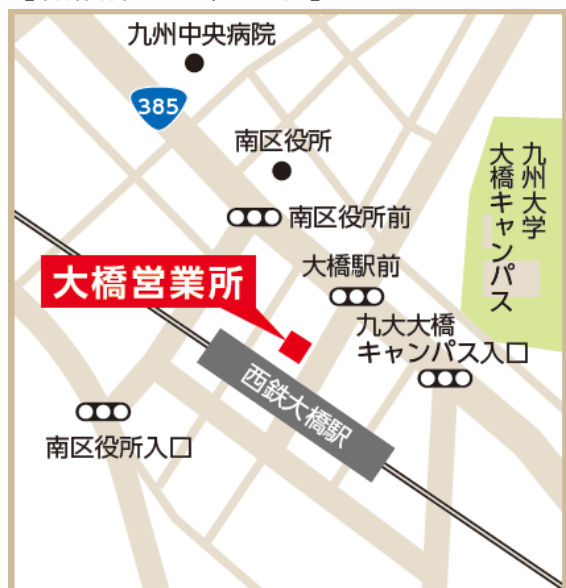 九州中央病院
385
南区役所
九州大学
大橋キャンパス
南区役所前
大橋駅前
大橋営業所
九大大橋
キャンパス入口
西鉄大橋駅
南区役所入口